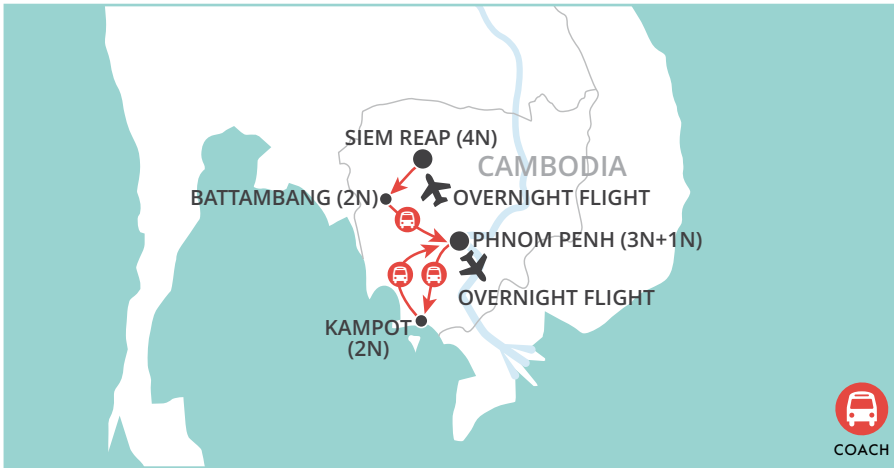 SIEM REAP (4N)
CAMBODIA
BATTAMBANG (2N)
OVERNIGHT FLIGHT
PHNOM PENH (3N+1N)
OVERNIGHT FLIGHT
KAMPOT
(2N)
COACH